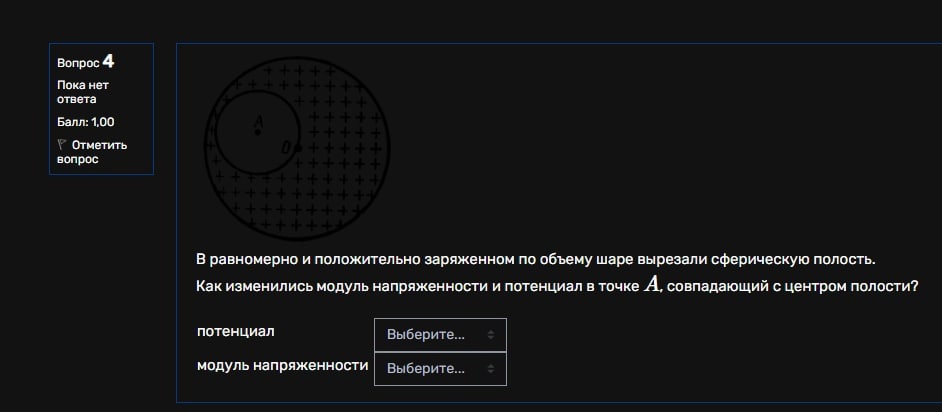 Вопрос 4
Пока нет
ответа
Балл: 1,00
Отметить
вопрос
A
O
В равномерно и положительно заряженном по объему шаре вырезали сферическую полость.
Как изменились модуль напряженности и потенциал в точке A, совпадающий с центром полости?
потенциал
Выберите...
модуль напряженности
Выберите...